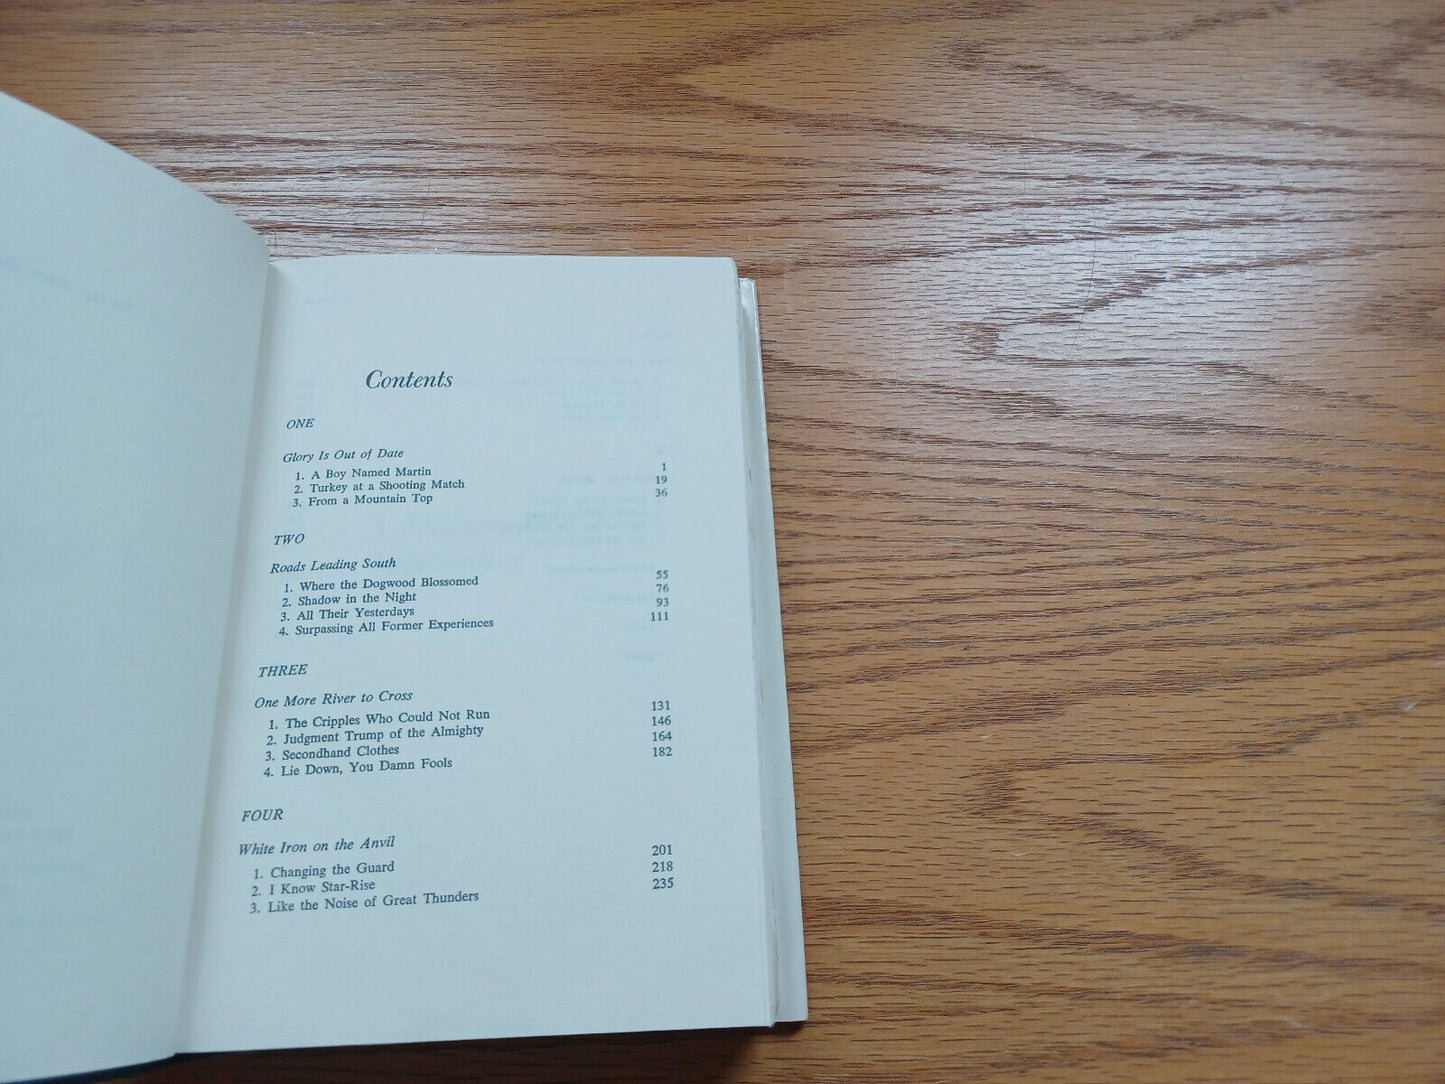 Contents
ONE
Glory Is Out of Date
1. A Boy Named Martin 1
2. Turkey at a Shooting Match 19
3. From a Mountain Top 36
TWO
Roads Leading South
1. Where the Dogwood Blossomed 55
2. Shadow in the Night 76
3. All Their Yesterdays 93
4. Surpassing All Former Experiences 111
THREE
One More River to Cross
1. The Cripples Who Could Not Run 131
2. Judgment Trump of the Almighty 146
3. Secondhand Clothes 164
4. Lie Down, You Damn Fools 182
FOUR
White Iron on the Anvil
1. Changing the Guard 201
2. I Know Star-Rise 218
3. Like the Noise of Great Thunders 235